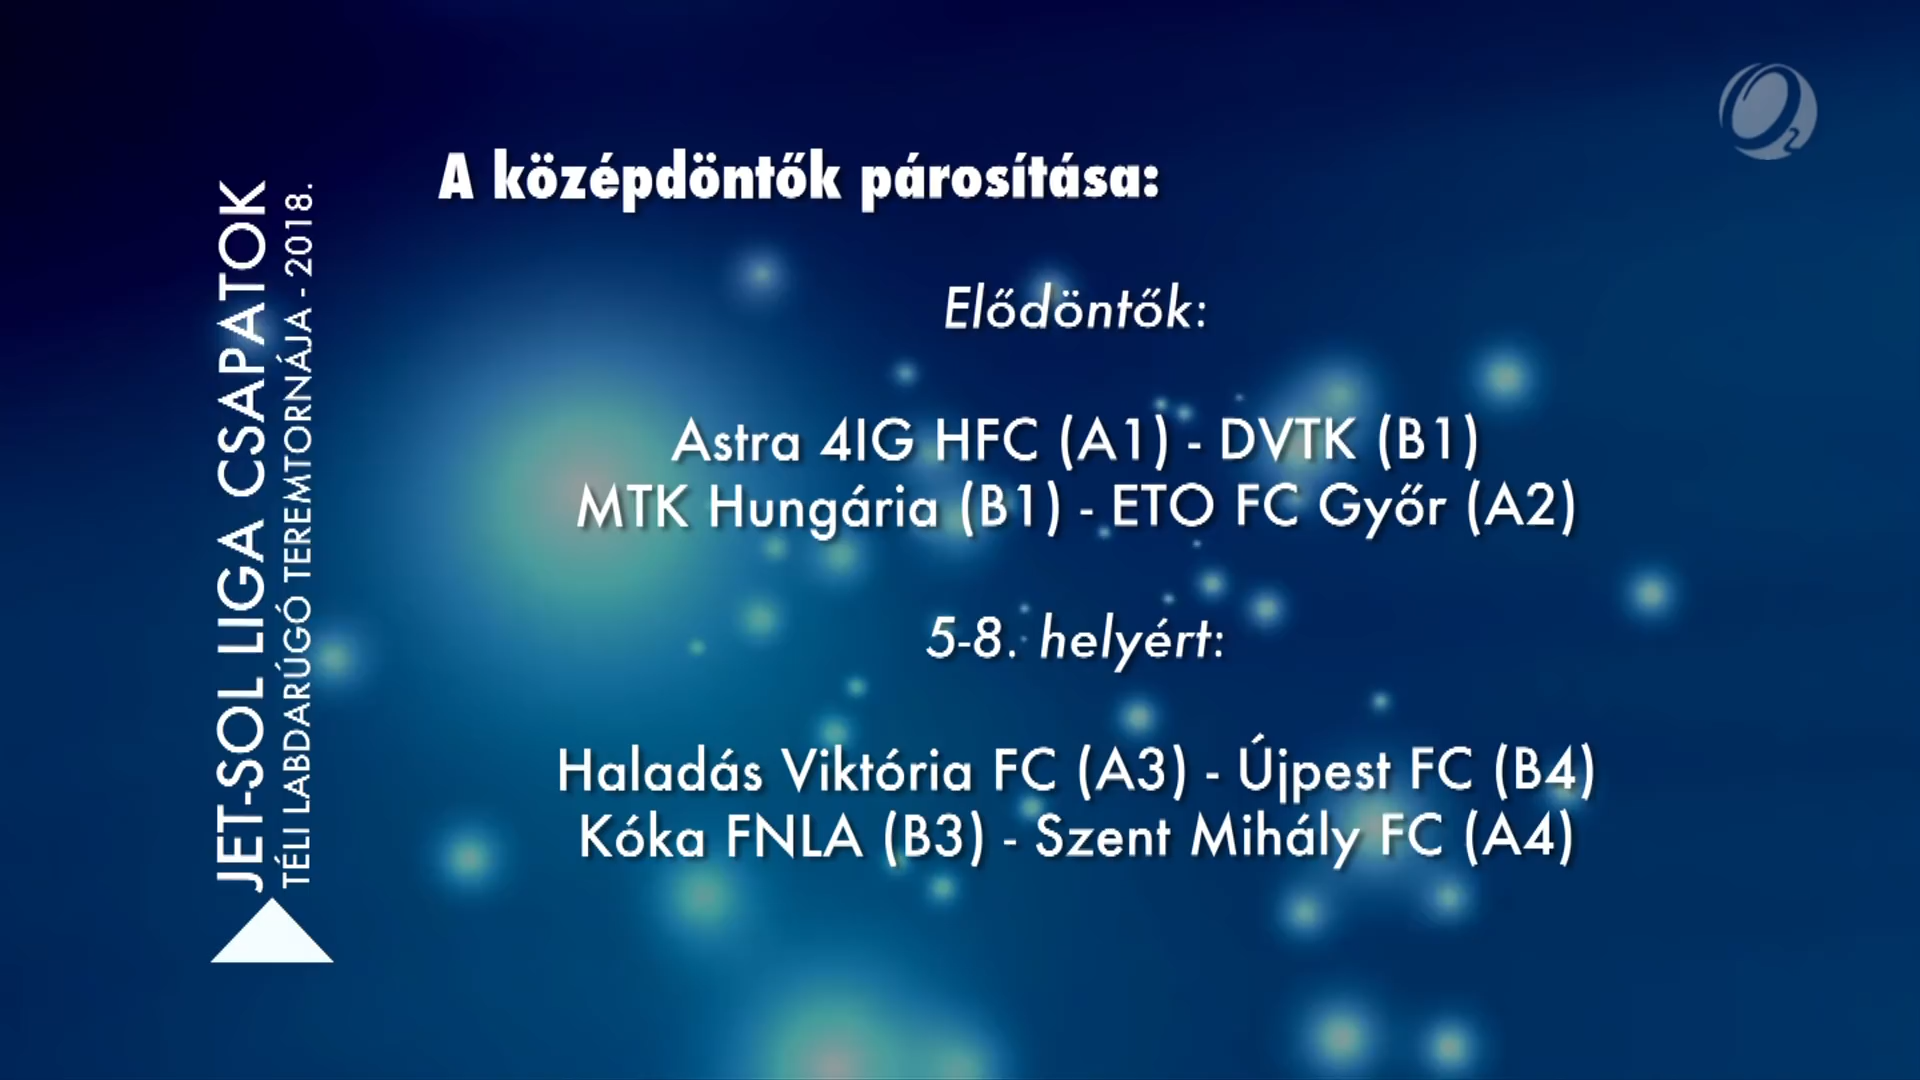 JET-SOL LIGA CSAPATOK
TÉLI LABDARÚGÓ TEREMTORNÁJA - 2018.
A középdöntők párosítása:
Elődöntők:
Astra 4IG HFC (A1) - DVTK (B1)
MTK Hungária (B1) - ETO FC Győr (A2)
5-8. helyért:
Haladás Viktória FC (A3) - Újpest FC (B4)
Kóka FNLA (B3) - Szent Mihály FC (A4)
O2